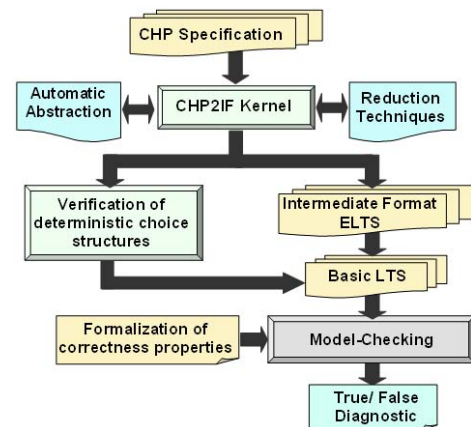 CHP Specification
Automatic
Abstraction
CHP2IF Kernel
Reduction
Techniques
Verification of
deterministic choice
structures
Intermediate Format
ELTS
Basic LTS
Formalization of
correctness properties
Model-Checking
True/ False
Diagnostic